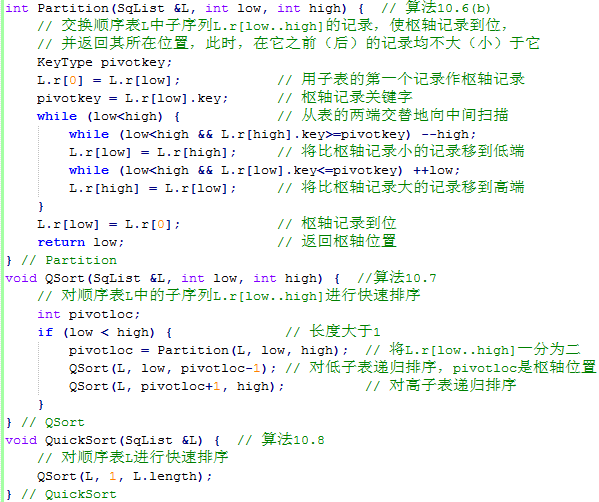 int Partition(SqList &L, int low, int high) {  // 算法10.6(b)
    // 交换顺序表L中子序列L.r[low..high]的记录，使枢轴记录到位，
    // 并返回其所在位置，此时，在它之前（后）的记录均不大（小）于它
    KeyType pivotkey;
    L.r[0] = L.r[low];            // 用子表的第一个记录作枢轴记录
    pivotkey = L.r[low].key;      // 枢轴记录关键字
    while (low<high) {            // 从表的两端交替地向中间扫描
        while (low<high && L.r[high].key>=pivotkey) --high;
        L.r[low] = L.r[high];     // 将比枢轴记录小的记录移到低端
        while (low<high && L.r[low].key<=pivotkey) ++low;
        L.r[high] = L.r[low];     // 将比枢轴记录大的记录移到高端
    }
    L.r[low] = L.r[0];            // 枢轴记录到位
    return low;                   // 返回枢轴位置
} // Partition
void QSort(SqList &L, int low, int high) {  //算法10.7
    // 对顺序表L中的子序列L.r[low..high]进行快速排序
    int pivotloc;
    if (low < high) {              // 长度大于1
        pivotloc = Partition(L, low, high);  // 将L.r[low..high]一分为二
        QSort(L, low, pivotloc-1); // 对低子表递归排序，pivotloc是枢轴位置
        QSort(L, pivotloc+1, high);          // 对高子表递归排序
    }
} // QSort
void QuickSort(SqList &L) {  // 算法10.8
    // 对顺序表L进行快速排序
    QSort(L, 1, L.length);
} // QuickSort